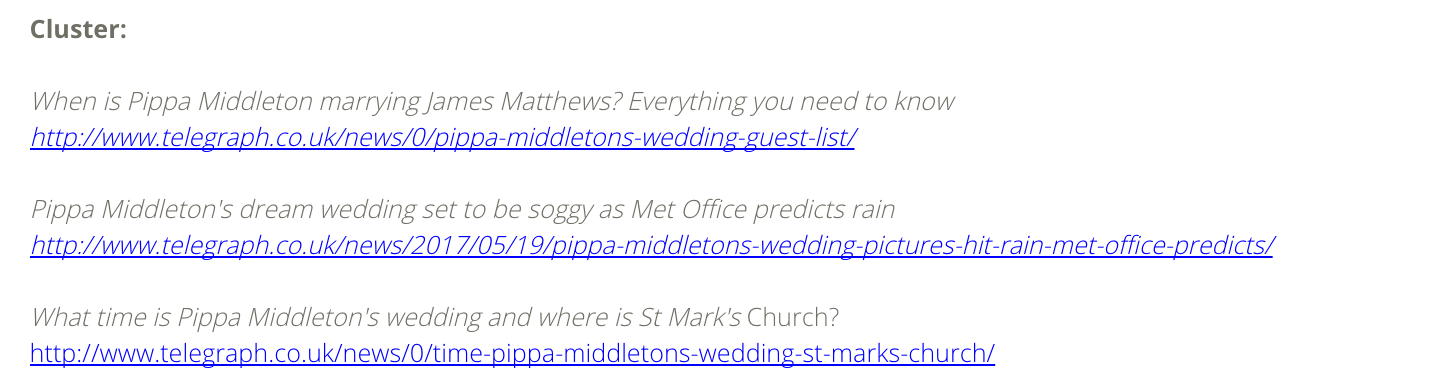 Cluster:
When is Pippa Middleton marrying James Matthews? Everything you need to know
http://www.telegraph.co.uk/news/0/pippa-middletons-wedding-guest-list/
Pippa Middleton's dream wedding set to be soggy as Met Office predicts rain
http://www.telegraph.co.uk/news/2017/05/19/pippa-middletons-wedding-pictures-hit-rain-met-office-predicts/
What time is Pippa Middleton's wedding and where is St Mark's Church?
http://www.telegraph.co.uk/news/0/time-pippa-middletons-wedding-st-marks-church/